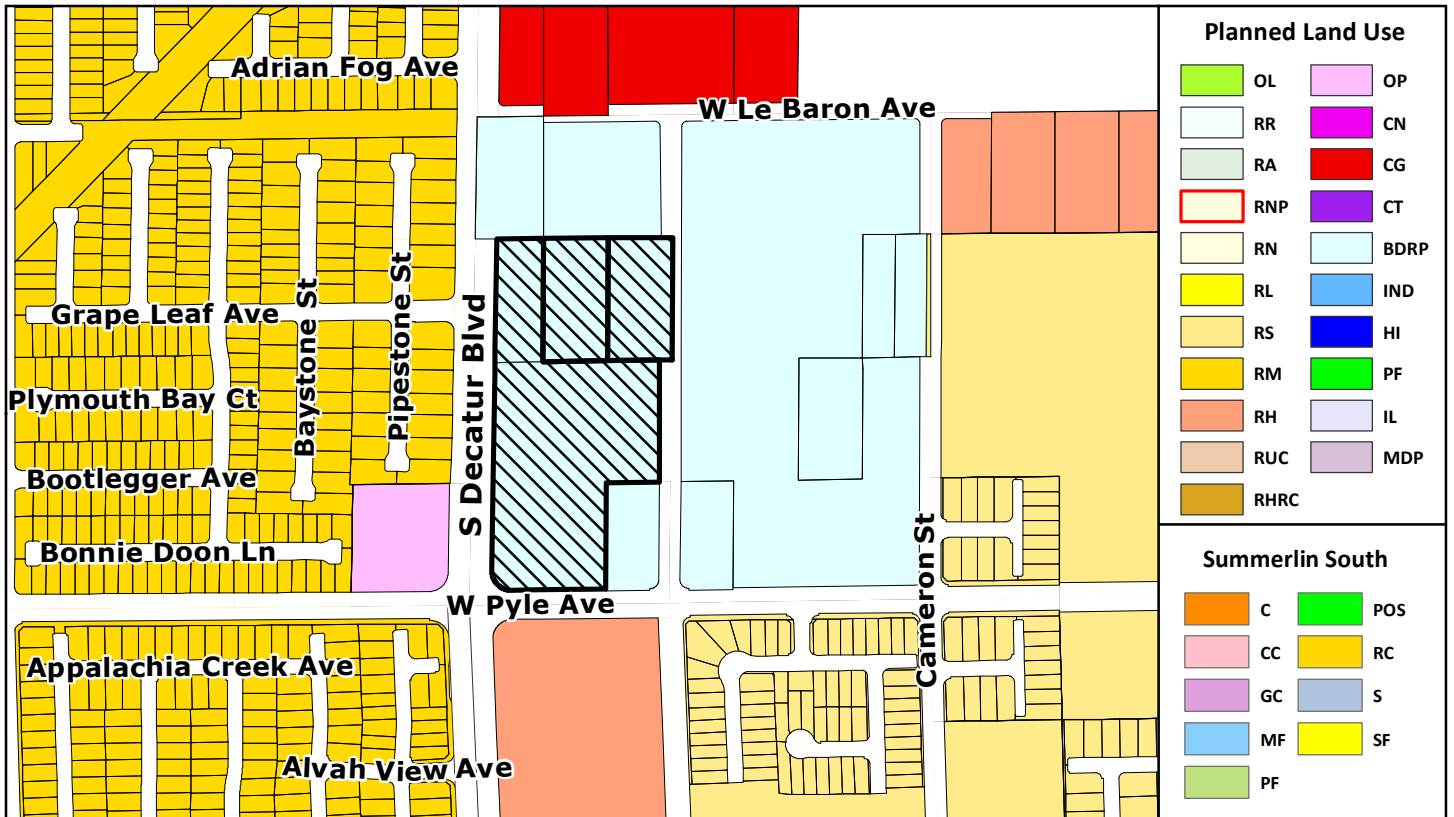 Adrian Fog Ave
W Le Baron Ave
Grape Leaf Ave
Baystone St
Pipestone St
S Decatur Blvd
Plymouth Bay Ct
Bootlegger Ave
Bonnie Doon Ln
W Pyle Ave
Cameron St
Appalachia Creek Ave
Alvah View Ave
Planned Land Use
OL OP
RR CN
RA CG
RNP CT
RN BDRP
RL IND
RS HI
RM PF
RH IL
RUC MDP
RHRC
Summerlin South
C POS
CC RC
GC S
MF SF
PF